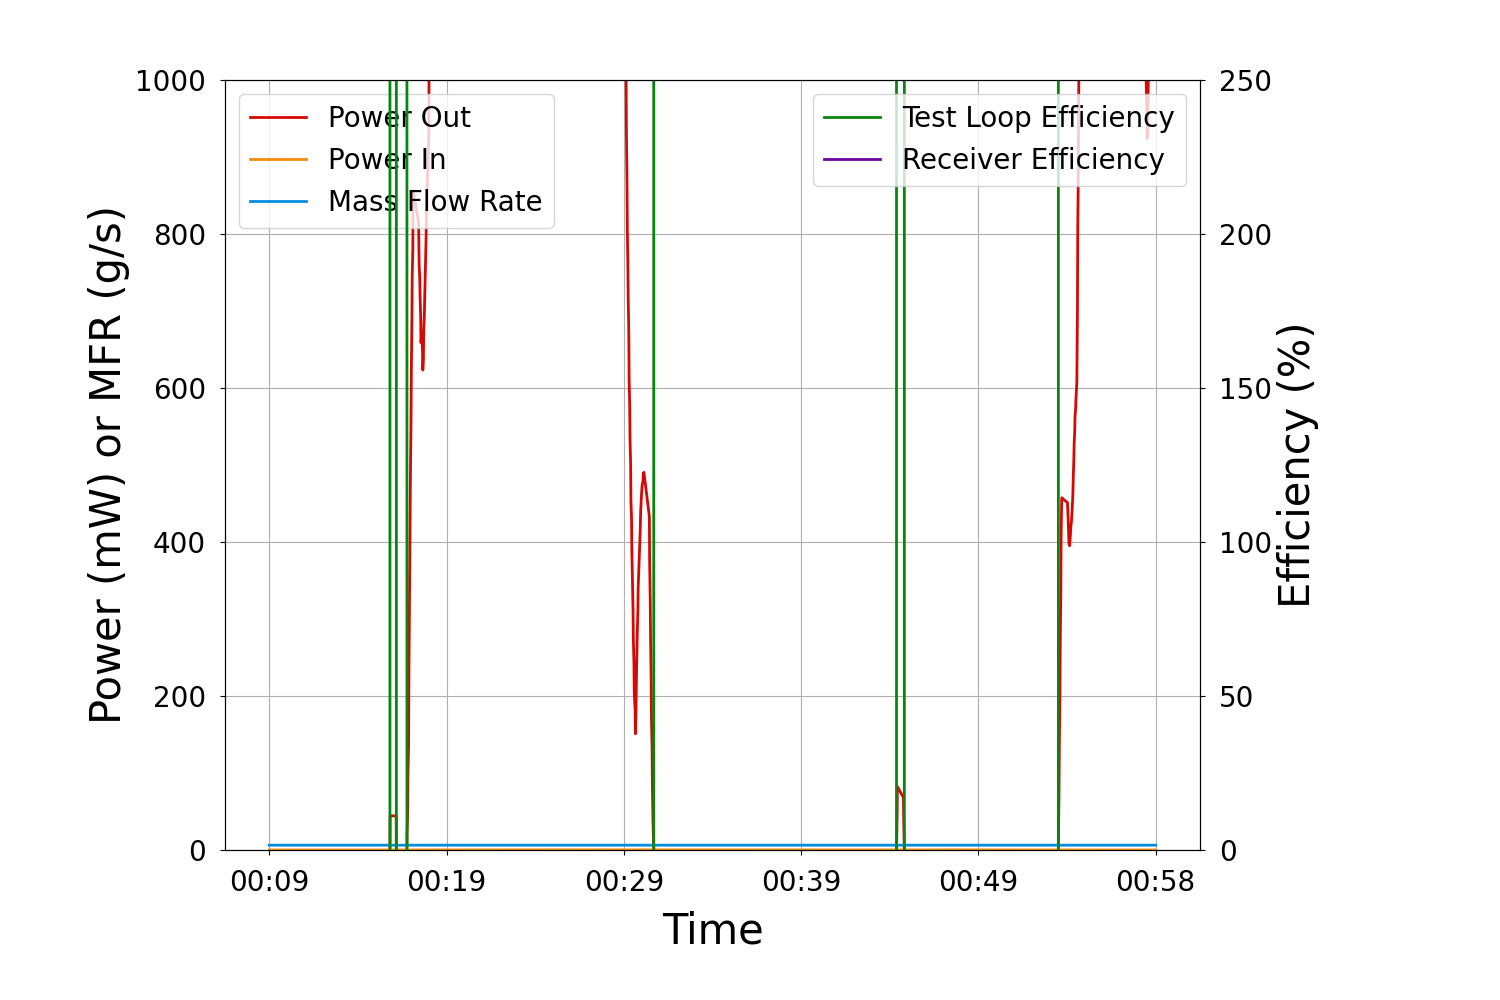 1000
800
600
400
200
0
Power (mW) or MFR (g/s)
Power Out
Power In
Mass Flow Rate
Test Loop Efficiency
Receiver Efficiency
250
200
150
100
50
0
Efficiency (%)
00:09 00:19 00:29 00:39 00:49 00:58
Time